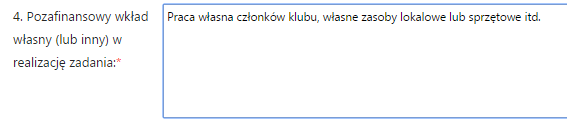 4. Pozafinansowy wkład
własny (lub inny) w
realizację zadania:*
Praca własna członków klubu, własne zasoby lokalowe lub sprzętowe itd.